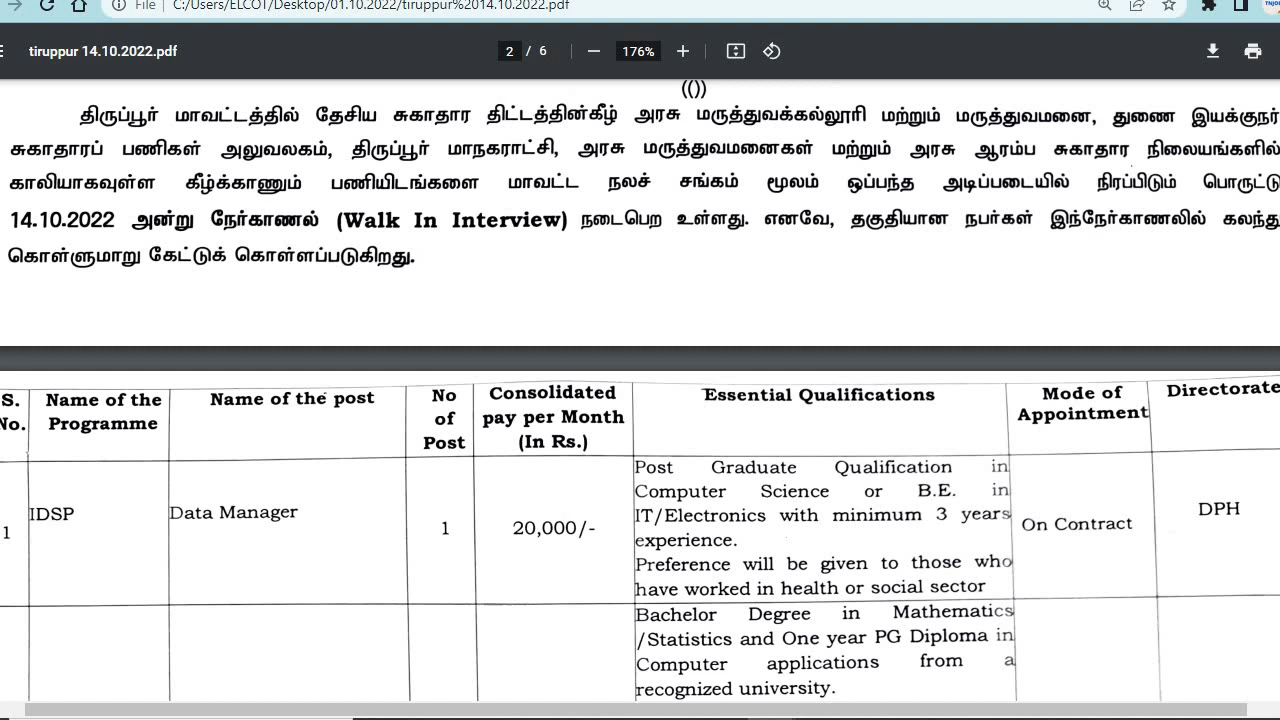 File C:/Users/ELCOT/Desktop/01.10.2022/tiruppur%2014.10.2022.pdf
tiruppur 14.10.2022.pdf 2 / 6 176%
(())
திருப்பூர் மாவட்டத்தில் தேசிய சுகாதார திட்டத்தின்கீழ் அரசு மருத்துவக்கல்லூரி மற்றும் மருத்துவமனை, துணை இயக்குநர்
சுகாதாரப் பணிகள் அலுவலகம், திருப்பூர் மாநகராட்சி, அரசு மருத்துவமனைகள் மற்றும் அரசு ஆரம்ப சுகாதார நிலையங்களில்
காலியாகவுள்ள கீழ்க்காணும் பணியிடங்களை மாவட்ட நலச் சங்கம் மூலம் ஒப்பந்த அடிப்படையில் நிரப்பிடும் பொருட்டு
14.10.2022 அன்று நேர்காணல் (Walk In Interview) நடைபெற உள்ளது. எனவே, தகுதியான நபர்கள் இந்நேர்காணலில் கலந்து
கொள்ளுமாறு கேட்டுக் கொள்ளப்படுகிறது.
S. No.
Name of the Programme
Name of the post
No of Post
Consolidated pay per Month (In Rs.)
Essential Qualifications
Mode of Appointment
Directorate
1
IDSP
Data Manager
1
20,000/-
Post Graduate Qualification in
Computer Science or B.E. in
IT/Electronics with minimum 3 years
experience.
Preference will be given to those who
have worked in health or social sector
On Contract
DPH
Bachelor Degree in Mathematics
/Statistics and One year PG Diploma in
Computer applications from a
recognized university.